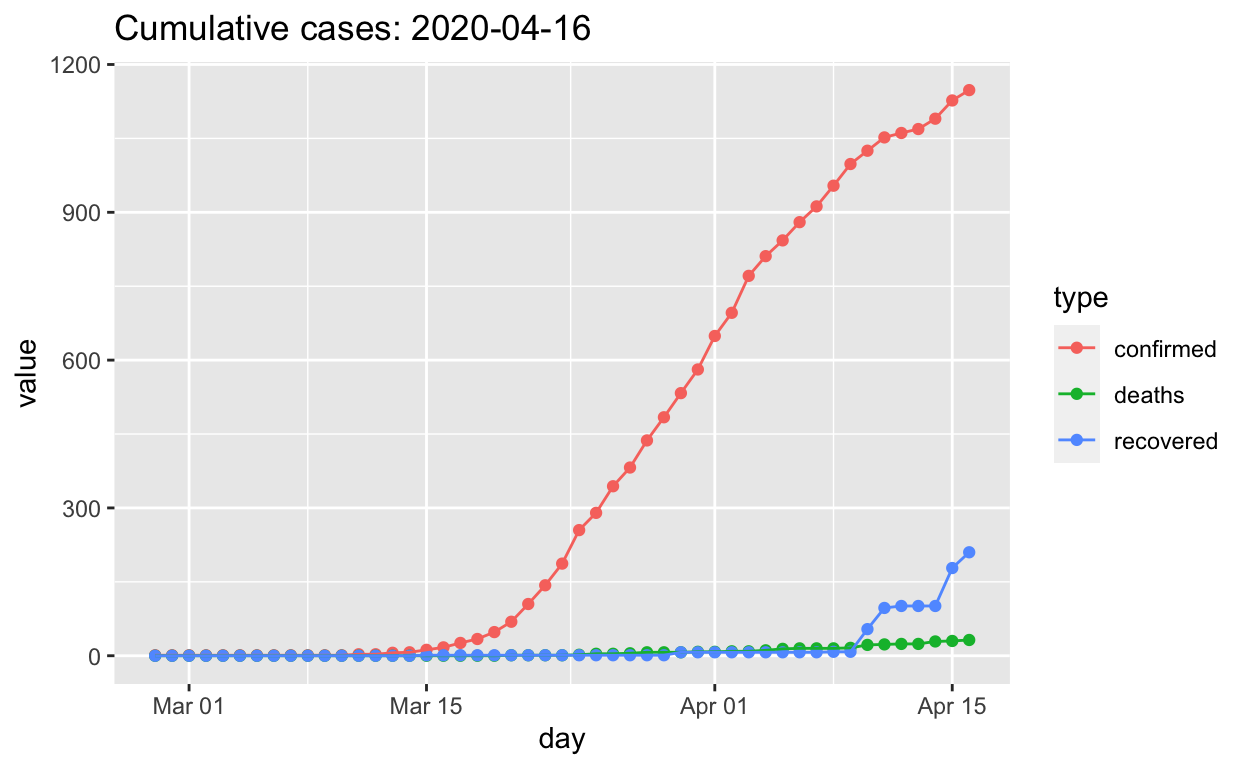 Cumulative cases: 2020-04-16
1200
900
600
300
0
value
Mar 01
Mar 15
Apr 01
Apr 15
day
type
confirmed
deaths
recovered